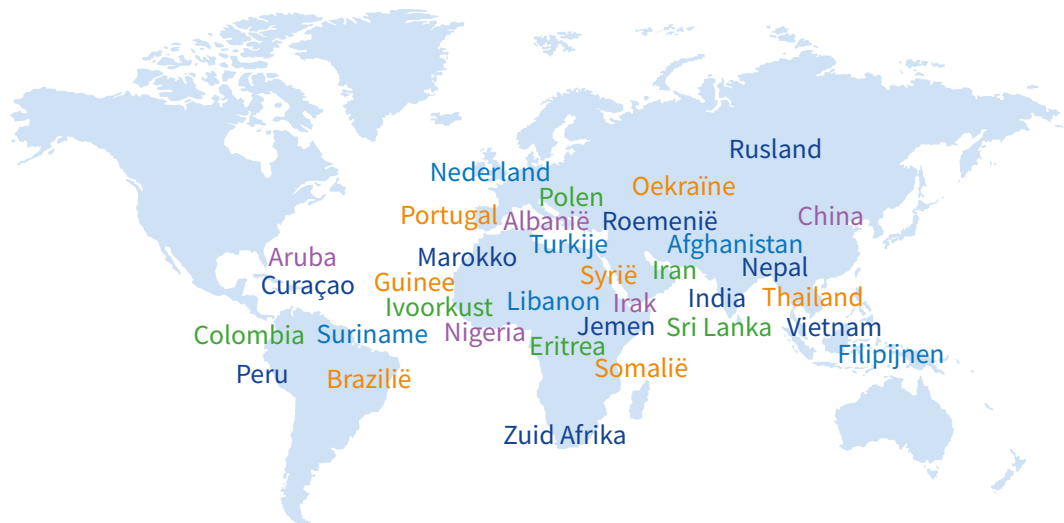 Rusland
Nederland
Oekraïne
Polen
Portugal
Albanië
Roemenië
China
Turkije
Afghanistan
Aruba
Marokko
Nepal
Iran
Syrië
Guinee
Curaçao
India
Thailand
Libanon
Irak
Ivoorkust
Jemen
Sri Lanka
Vietnam
Nigeria
Suriname
Colombia
Eritrea
Filipijnen
Somalië
Peru
Brazilië
Zuid Afrika